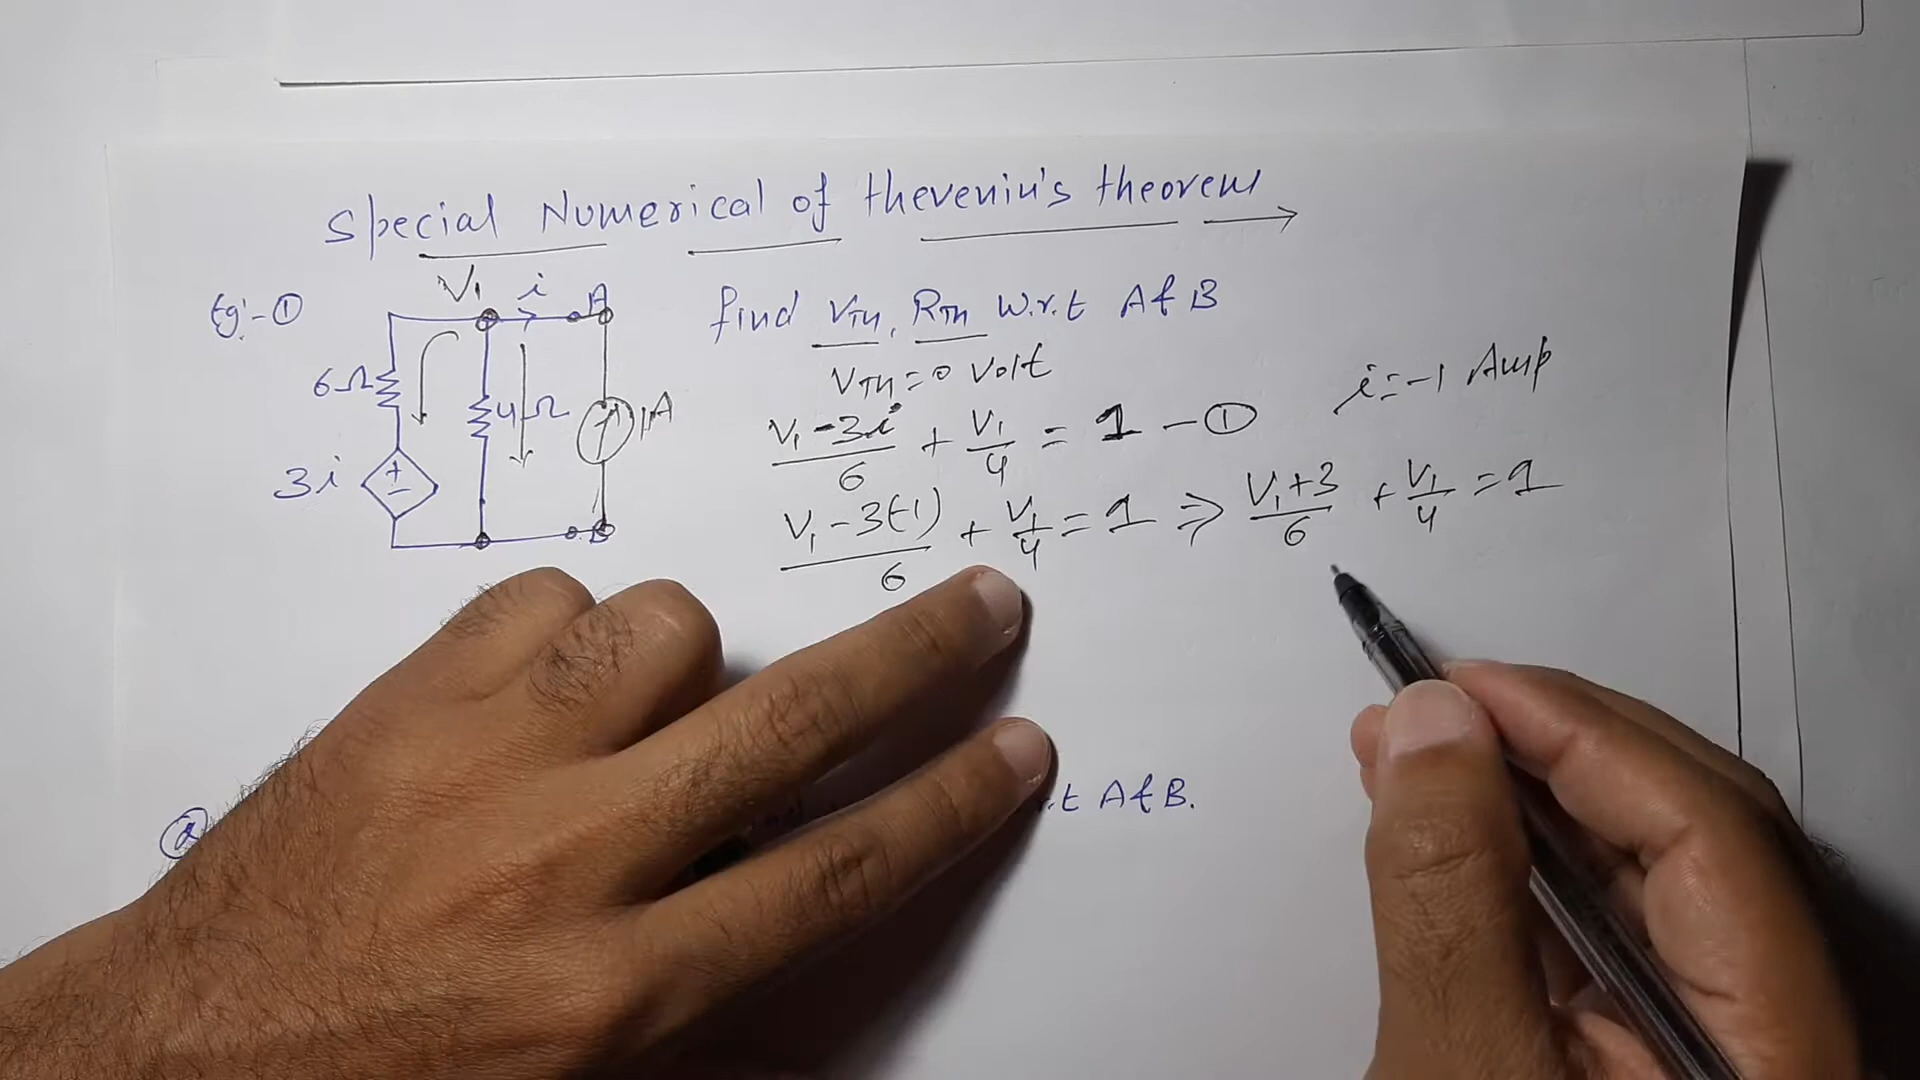 Special Numerical of thevenin's theorem
Eg:- ①
V₁
i
A
6Ω
4Ω
1A
+
-
3i
B
find VTH, RTH W.r.t A & B
VTH = 0 Volt
i = -1 Amp
V₁ - 3i / 6 + V₁ / 4 = 1 - ①
V₁ - 3(-1) / 6 + V₁ / 4 = 1 ⇒ V₁ + 3 / 6 + V₁ / 4 = 1
②
.r.t A & B.